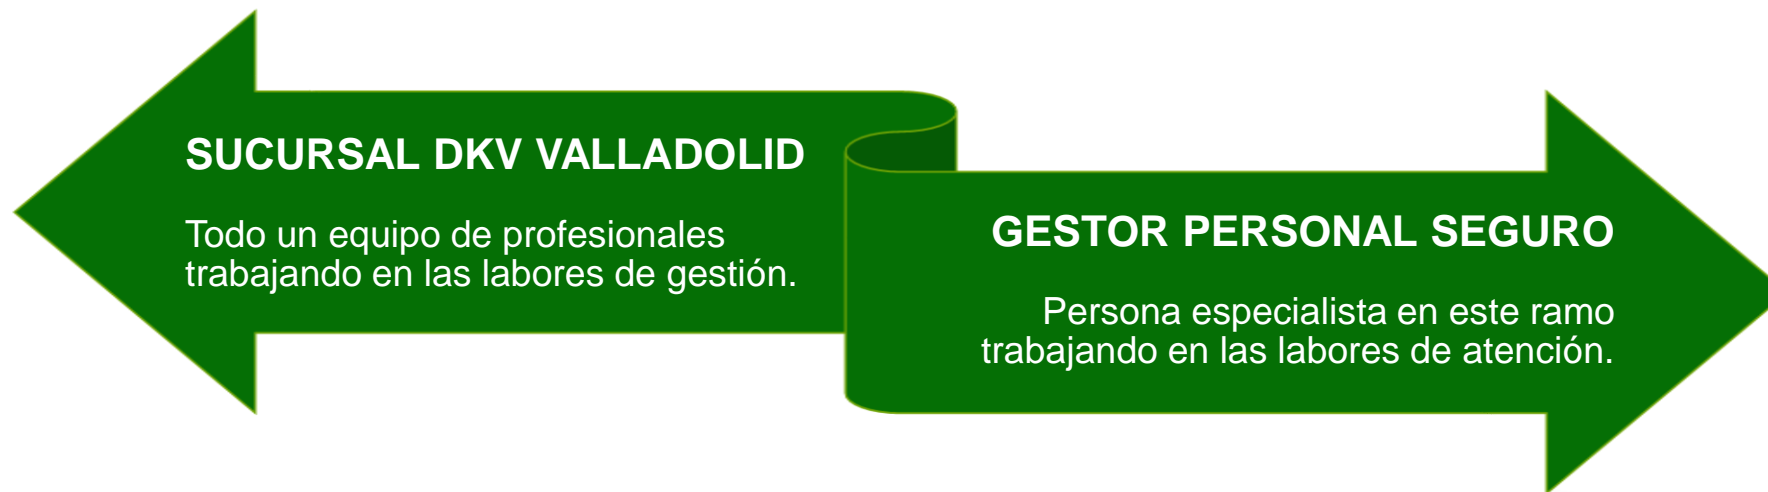 SUCURSAL DKV VALLADOLID
Todo un equipo de profesionales
trabajando en las labores de gestión.
GESTOR PERSONAL SEGURO
Persona especialista en este ramo
trabajando en las labores de atención.